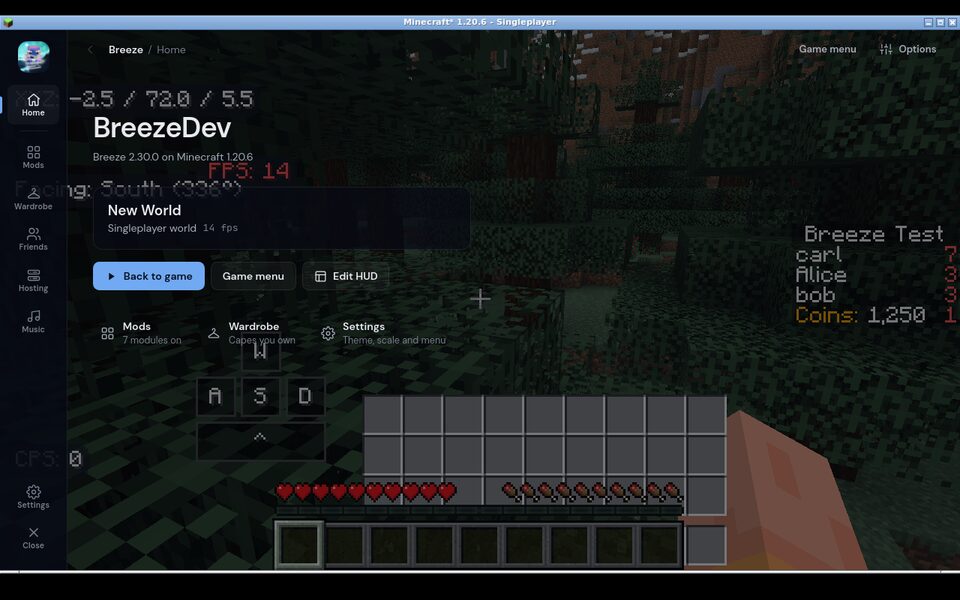 Minecraft* 1.20.6 - Singleplayer
Breeze / Home
Game menu
Options
-2.5 / 72.0 / 5.5
Home
BreezeDev
Breeze 2.30.0 on Minecraft 1.20.6
FPS: 14
Mods
Facing: South (336°)
Wardrobe
New World
Singleplayer world 14 fps
Friends
Breeze Test
carl 7
Alice 3
bob 3
Coins: 1,250 1
Back to game
Game menu
Edit HUD
Hosting
Music
Mods
7 modules on
Wardrobe
Capes you own
Settings
Theme, scale and menu
W
A S D
^
CPS: 0
Settings
Close